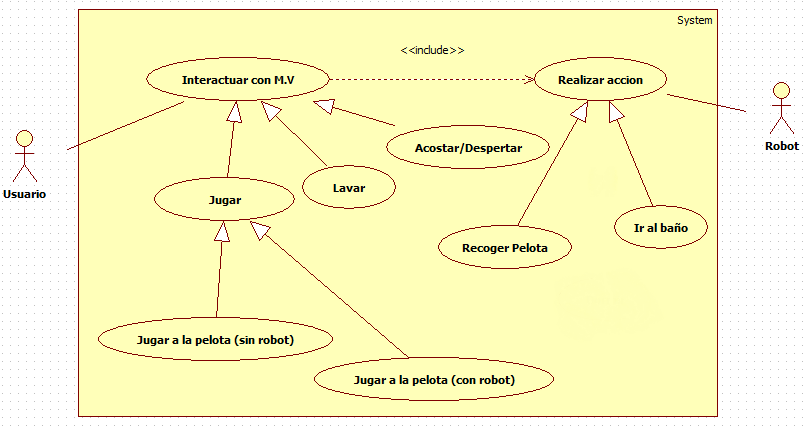 System
<<include>>
Interactuar con M.V
Realizar accion
Usuario
Robot
Acostar/Despertar
Lavar
Jugar
Recoger Pelota
Ir al baño
Jugar a la pelota (sin robot)
Jugar a la pelota (con robot)